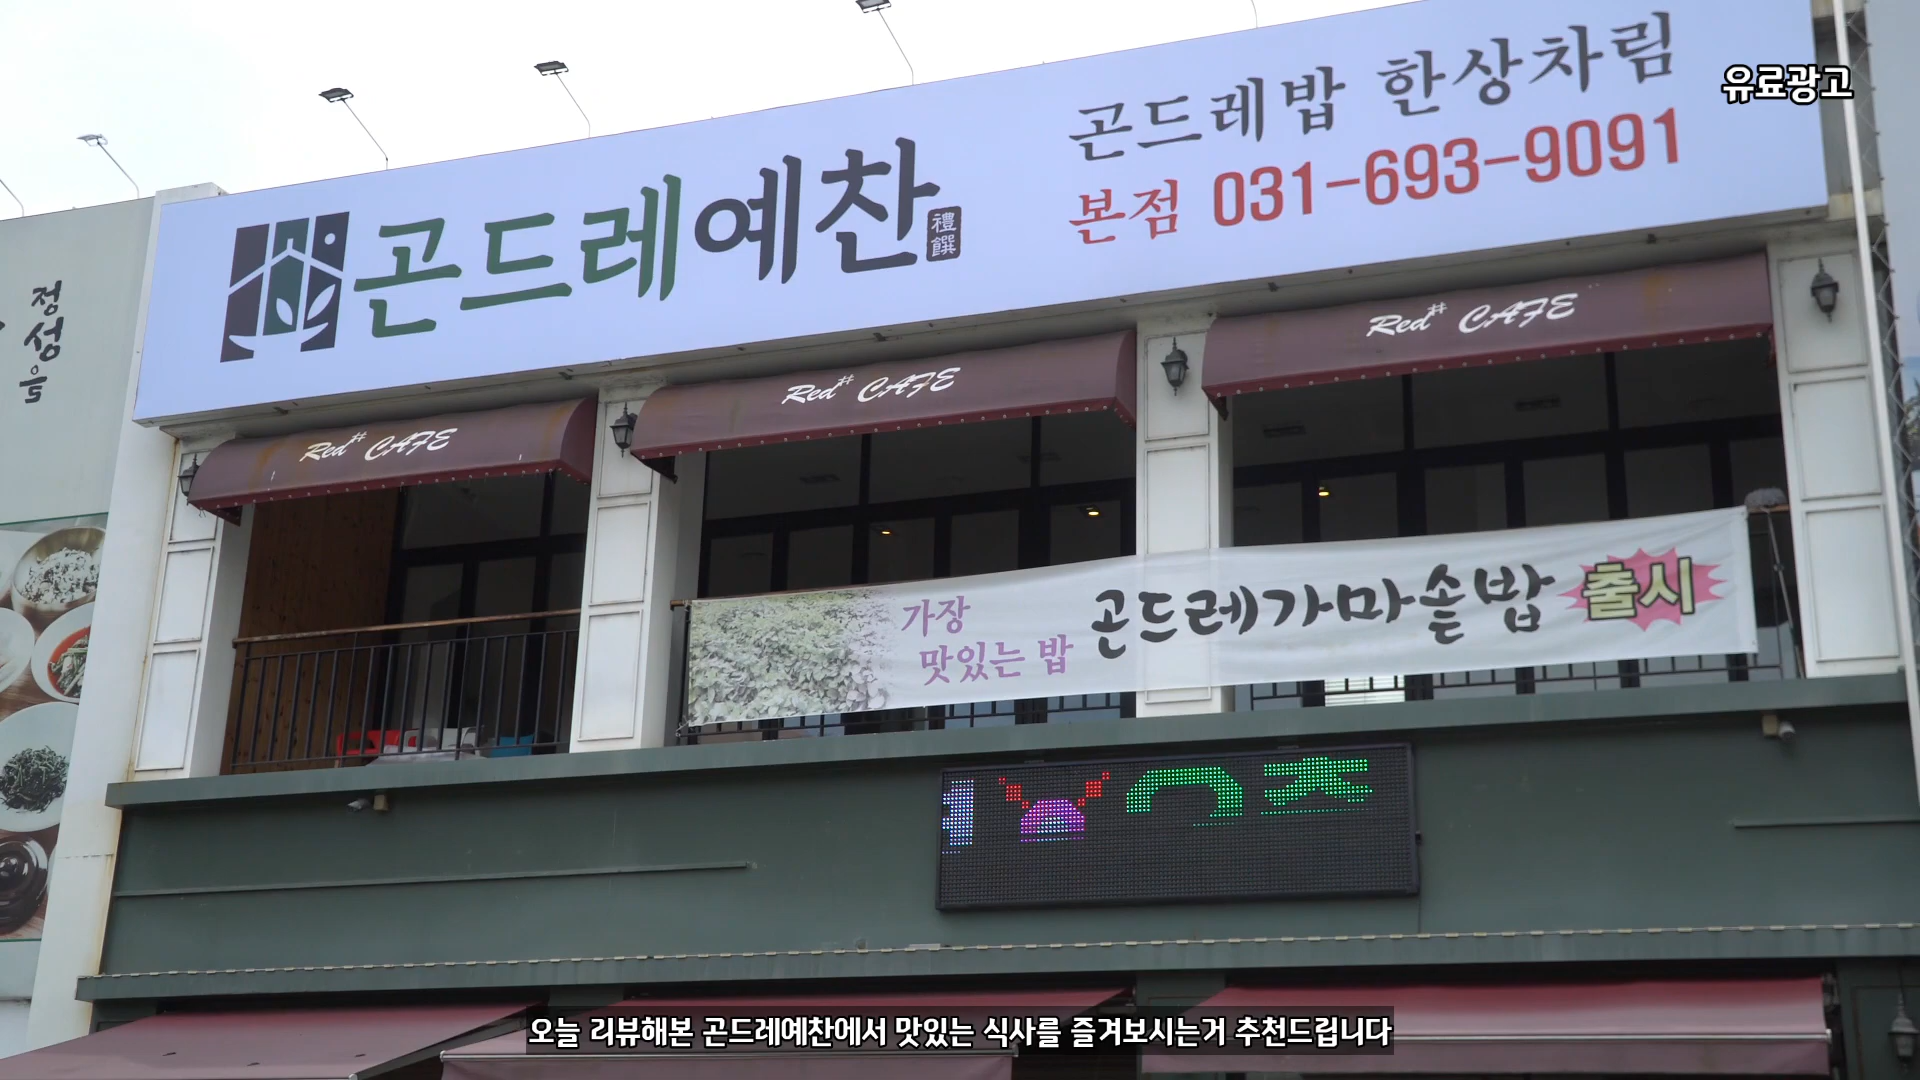 유료광고
곤드레밥 한상차림
본점 031-693-9091
곤드레예찬
禮饌
정성을
Red# CAFE
Red# CAFE
Red# CAFE
가장
맛있는 밥
곤드레가마솥밥
출시
오늘 리뷰해본 곤드레예찬에서 맛있는 식사를 즐겨보시는거 추천드립니다